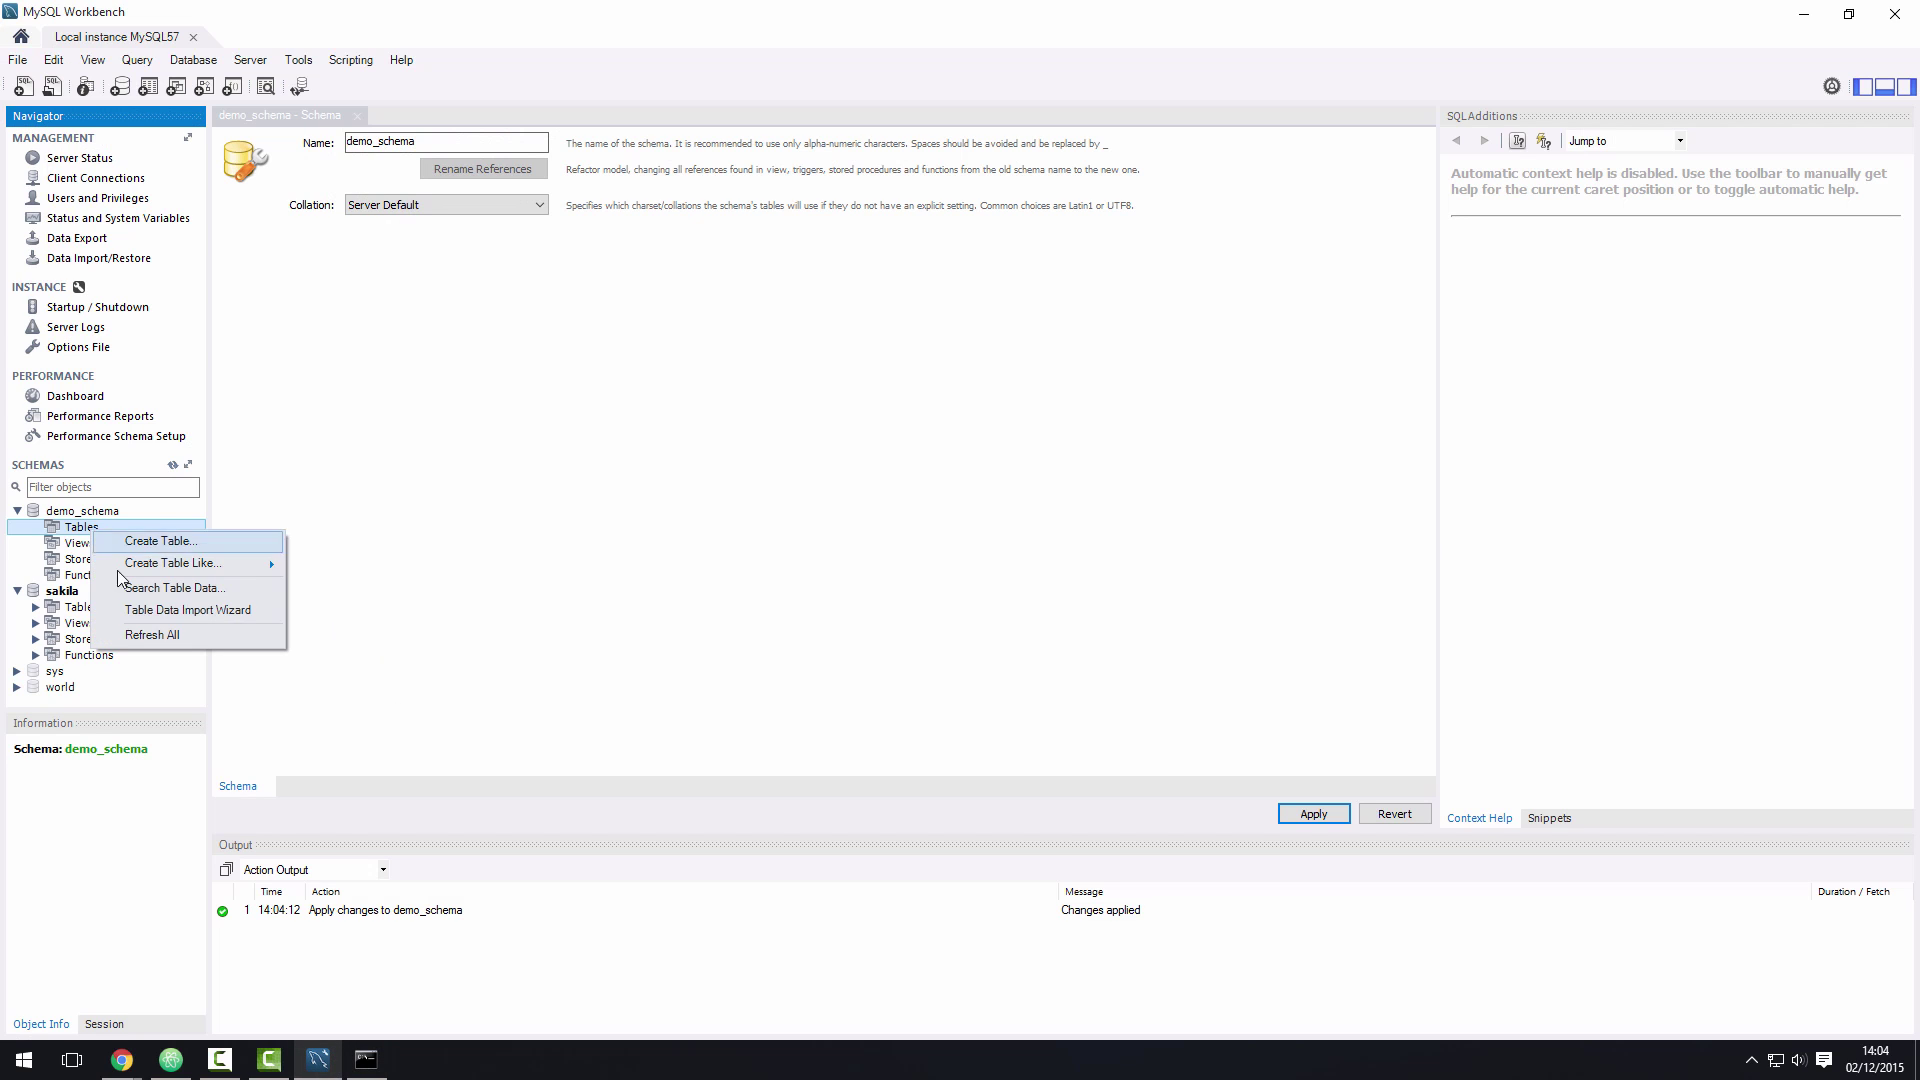 MySQL Workbench
Local instance MySQL57
File Edit View Query Database Server Tools Scripting Help
Navigator
MANAGEMENT
Server Status
Client Connections
Users and Privileges
Status and System Variables
Data Export
Data Import/Restore
INSTANCE
Startup / Shutdown
Server Logs
Options File
PERFORMANCE
Dashboard
Performance Reports
Performance Schema Setup
SCHEMAS
Filter objects
demo_schema
Tables
View
Store
Funct
sakila
Table
View
Store
Functions
sys
world
Create Table...
Create Table Like...
Search Table Data...
Table Data Import Wizard
Refresh All
Information
Schema: demo_schema
Object Info Session
demo_schema - Schema
Name: demo_schema The name of the schema. It is recommended to use only alpha-numeric characters. Spaces should be avoided and be replaced by _
Rename References Refactor model, changing all references found in view, triggers, stored procedures and functions from the old schema name to the new one.
Collation: Server Default Specifies which charset/collations the schema's tables will use if they do not have an explicit setting. Common choices are Latin1 or UTF8.
Schema
Apply Revert
Output
Action Output
Time Action Message Duration / Fetch
1 14:04:12 Apply changes to demo_schema Changes applied
SQLAdditions
Jump to
Automatic context help is disabled. Use the toolbar to manually get
help for the current caret position or to toggle automatic help.
Context Help Snippets
14:04
02/12/2015